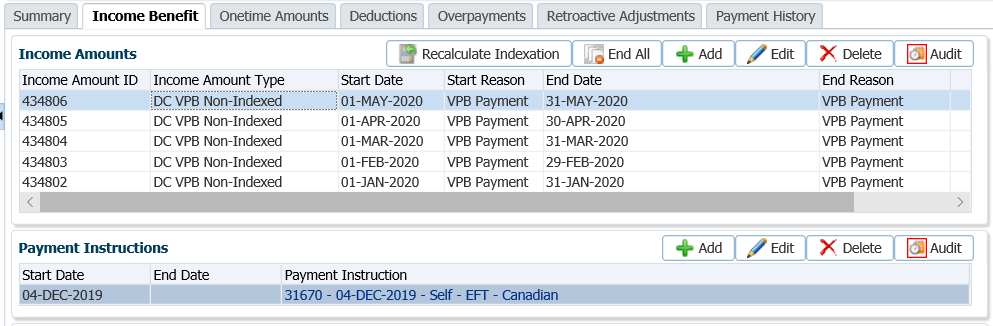 Summary Income Benefit Onetime Amounts Deductions Overpayments Retroactive Adjustments Payment History
Income Amounts Recalculate Indexation End All Add Edit Delete Audit
Income Amount ID Income Amount Type Start Date Start Reason End Date End Reason
434806 DC VPB Non-Indexed 01-MAY-2020 VPB Payment 31-MAY-2020 VPB Payment
434805 DC VPB Non-Indexed 01-APR-2020 VPB Payment 30-APR-2020 VPB Payment
434804 DC VPB Non-Indexed 01-MAR-2020 VPB Payment 31-MAR-2020 VPB Payment
434803 DC VPB Non-Indexed 01-FEB-2020 VPB Payment 29-FEB-2020 VPB Payment
434802 DC VPB Non-Indexed 01-JAN-2020 VPB Payment 31-JAN-2020 VPB Payment
Payment Instructions Add Edit Delete Audit
Start Date End Date Payment Instruction
04-DEC-2019 31670 - 04-DEC-2019 - Self - EFT - Canadian